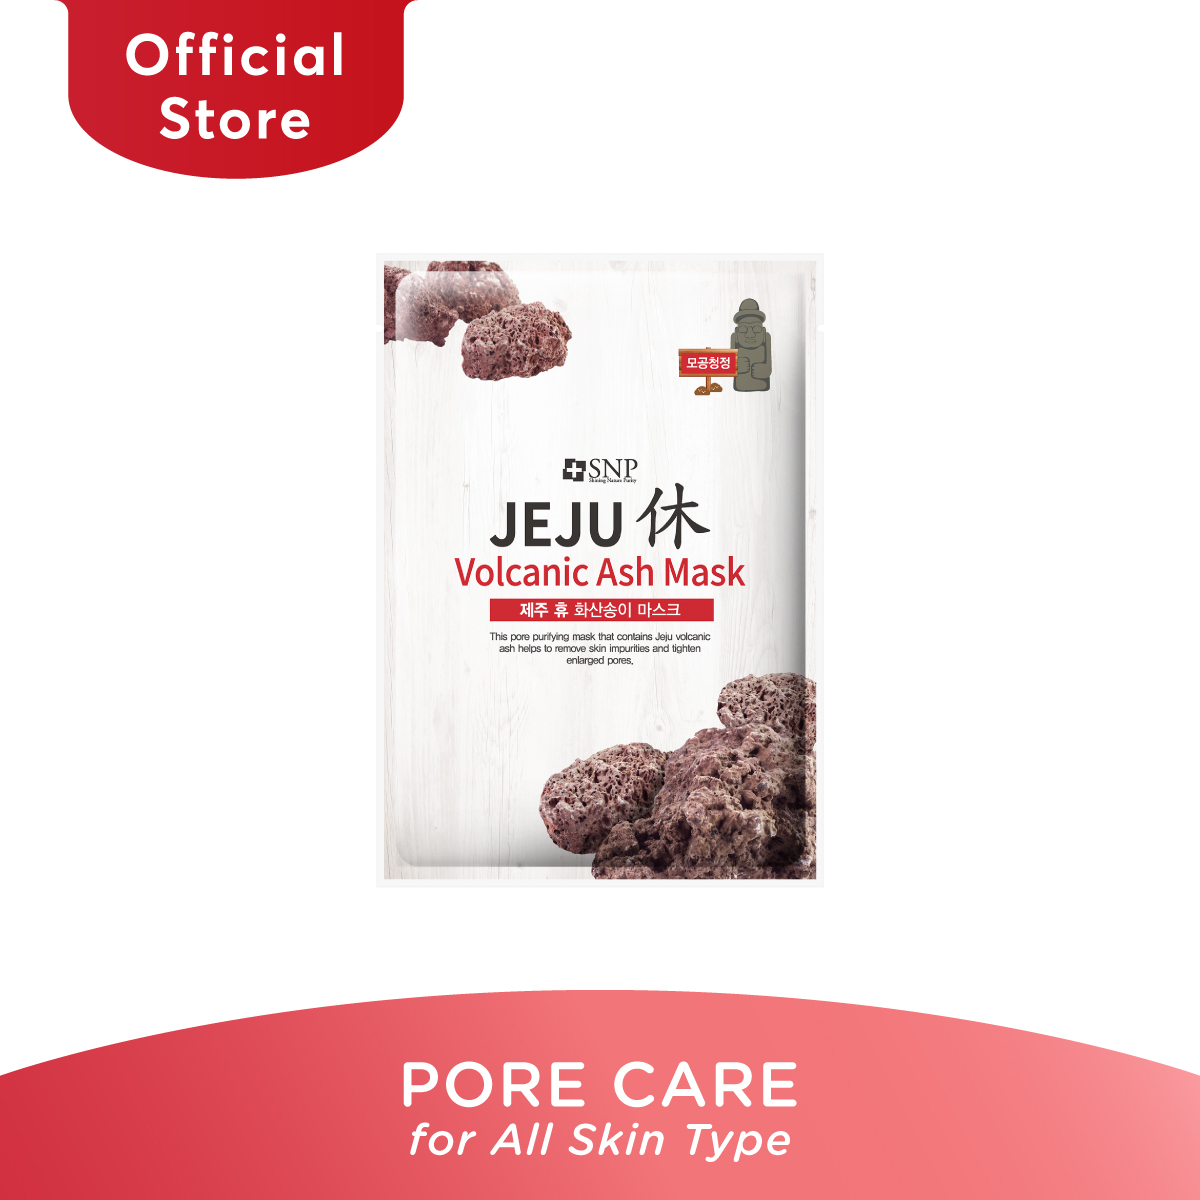 Official
Store
모공청정
SNP
Shining Nature Purity
JEJU 休
Volcanic Ash Mask
제주 휴 화산송이 마스크
This pore purifying mask that contains Jeju volcanic
ash helps to remove skin impurities and tighten
enlarged pores.
PORE CARE
for All Skin Type